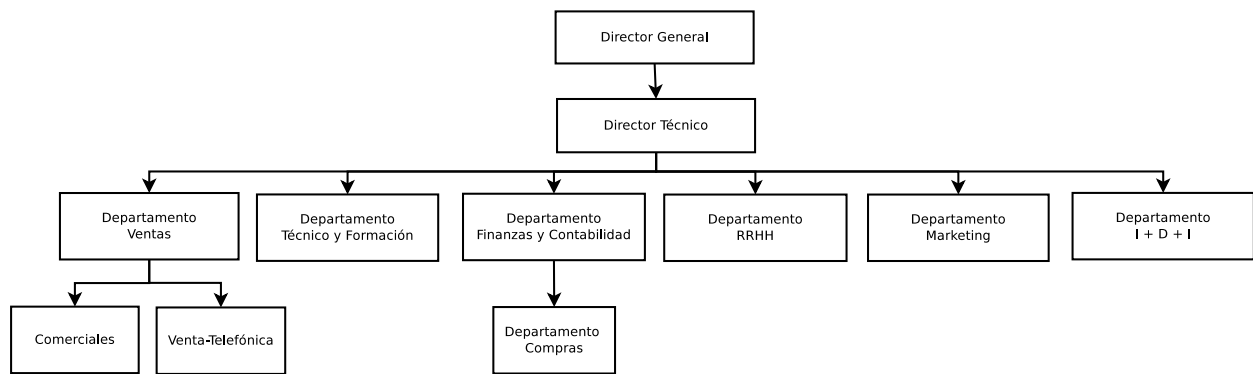 Director General
Director Técnico
Departamento
Ventas
Departamento
Técnico y Formación
Departamento
Finanzas y Contabilidad
Departamento
RRHH
Departamento
Marketing
Departamento
I + D + I
Comerciales
Venta-Telefónica
Departamento
Compras